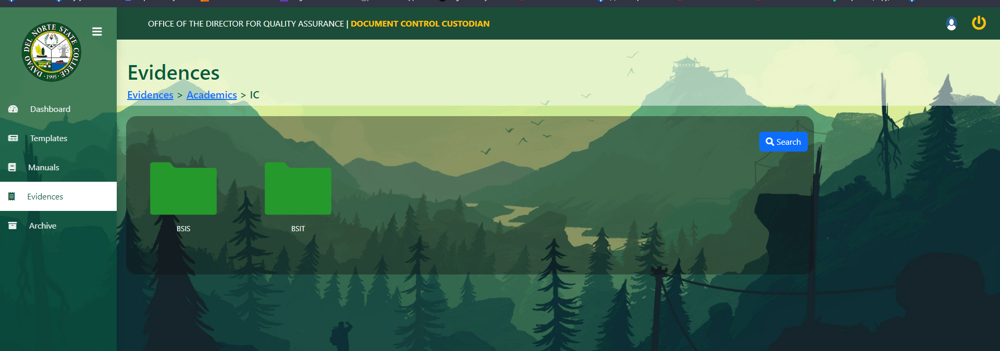 DAVAO DEL NORTE STATE COLLEGE
· 1995 ·
OFFICE OF THE DIRECTOR FOR QUALITY ASSURANCE | DOCUMENT CONTROL CUSTODIAN
Evidences
Evidences > Academics > IC
Dashboard
Templates
Manuals
Evidences
Archive
Search
BSIS
BSIT